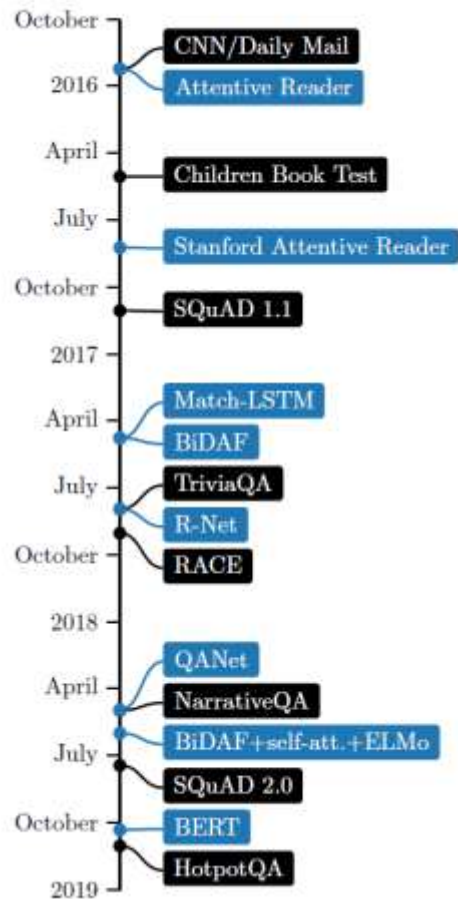 October
CNN/Daily Mail
2016
Attentive Reader
April
Children Book Test
July
Stanford Attentive Reader
October
SQuAD 1.1
2017
Match-LSTM
April
BiDAF
July
TriviaQA
R-Net
October
RACE
2018
QANet
April
NarrativeQA
BiDAF+self-att.+ELMo
July
SQuAD 2.0
October
BERT
HotpotQA
2019